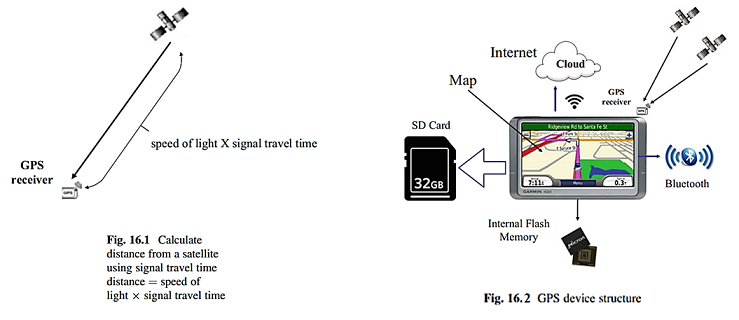 speed of light X signal travel time
GPS
receiver
GPS
Fig. 16.1 Calculate
distance from a satellite
using signal travel time
distance = speed of
light × signal travel time
Internet
Cloud
Map
GPS
receiver
SD Card
32GB
Ridgeview Rd to Santa Fe St
7:11
Menu
0.3
GARMIN
Bluetooth
Internal Flash
Memory
Fig. 16.2 GPS device structure